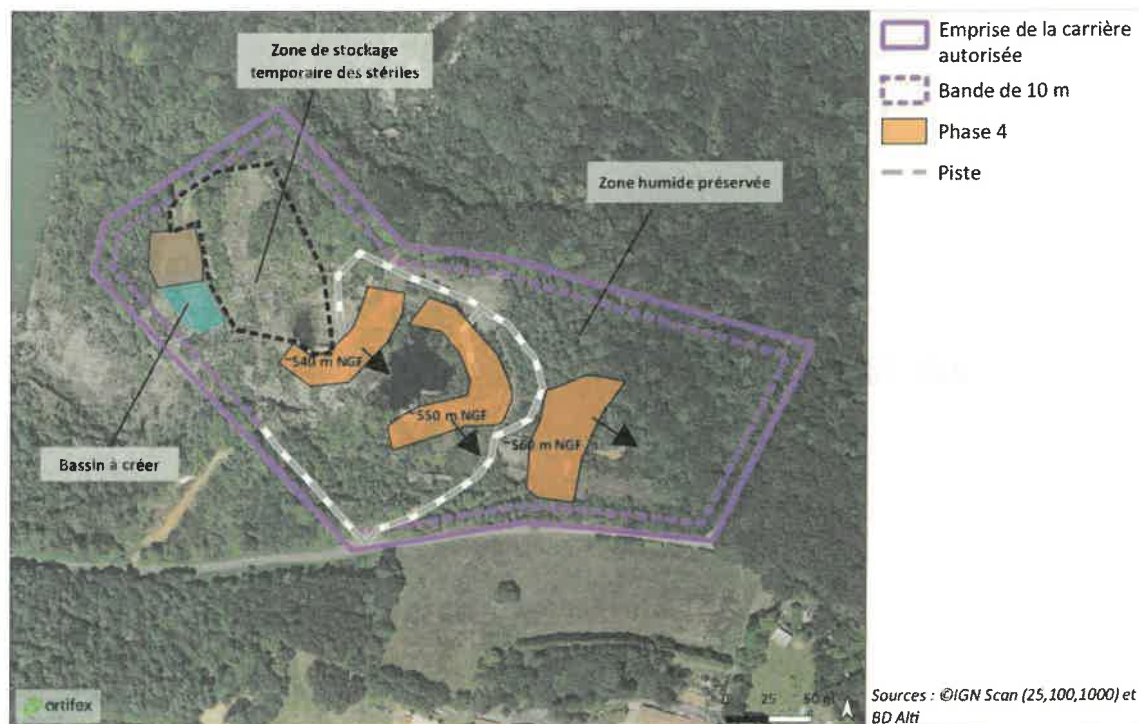 Zone de stockage
temporaire des stériles
Zone humide préservée
540 m NGF
550 m NGF
560 m NGF
Bassin à créer
artifex
0 25 50 m
Emprise de la carrière
autorisée
Bande de 10 m
Phase 4
Piste
Sources : ©IGN Scan (25,100,1000) et
BD Alti